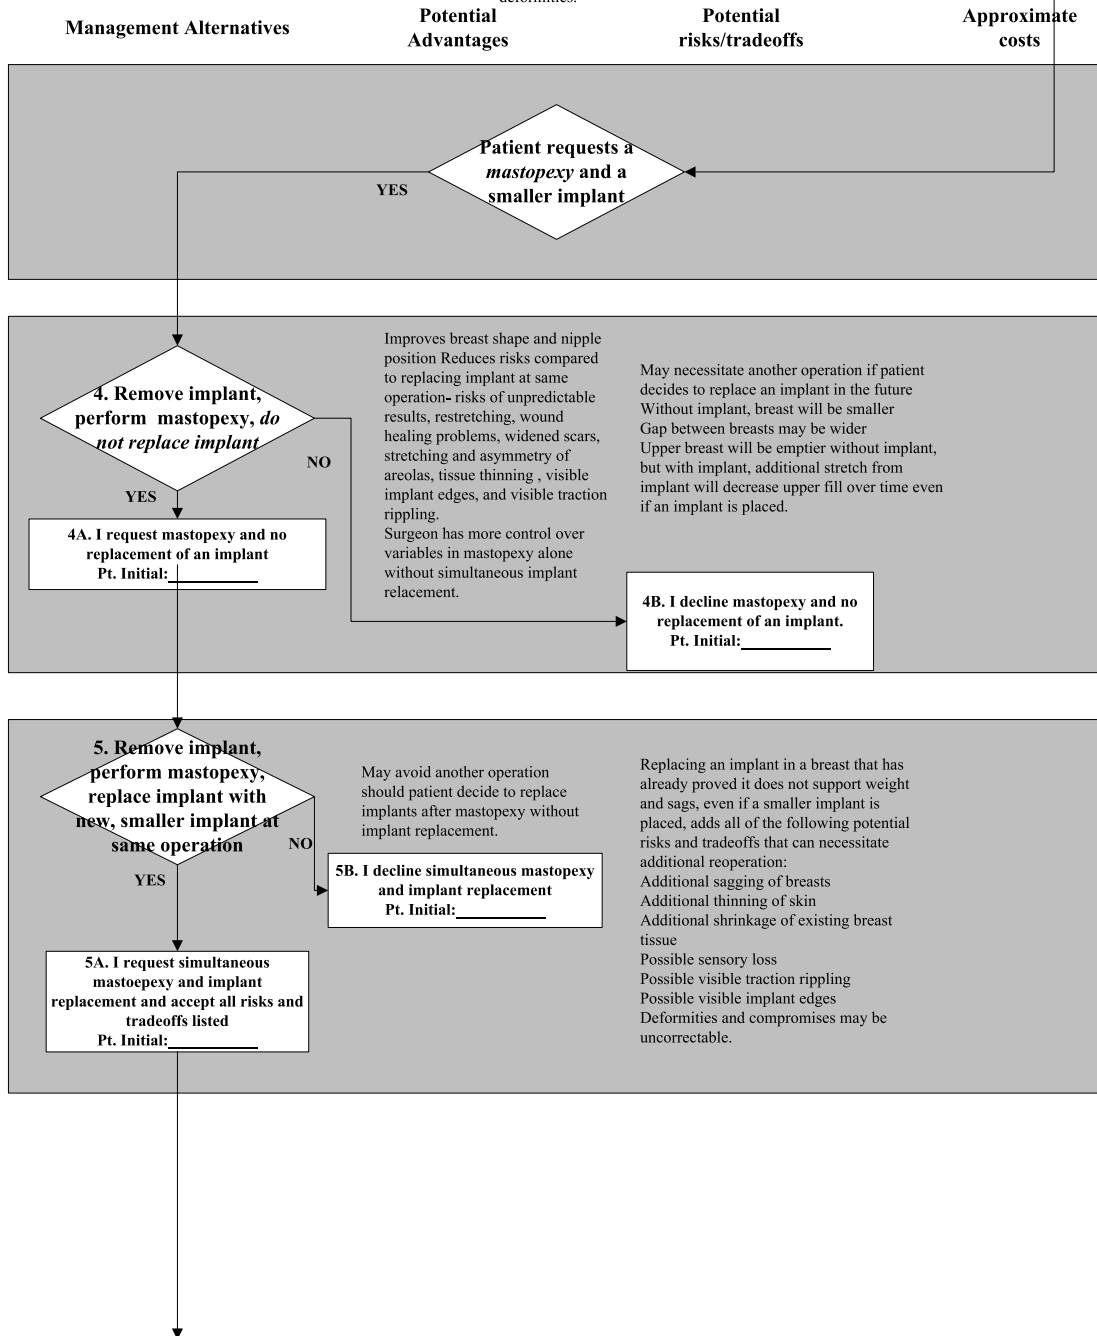 deformities.
Management Alternatives
Potential
Advantages
Potential
risks/tradeoffs
Approximate
costs
Patient requests a
mastopexy and a
smaller implant
YES
4. Remove implant,
perform mastopexy, do
not replace implant
NO
YES
4A. I request mastopexy and no
replacement of an implant
Pt. Initial:___________
Improves breast shape and nipple
position Reduces risks compared
to replacing implant at same
operation- risks of unpredictable
results, restretching, wound
healing problems, widened scars,
stretching and asymmetry of
areolas, tissue thinning , visible
implant edges, and visible traction
rippling.
Surgeon has more control over
variables in mastopexy alone
without simultaneous implant
relacement.
May necessitate another operation if patient
decides to replace an implant in the future
Without implant, breast will be smaller
Gap between breasts may be wider
Upper breast will be emptier without implant,
but with implant, additional stretch from
implant will decrease upper fill over time even
if an implant is placed.
4B. I decline mastopexy and no
replacement of an implant.
Pt. Initial:___________
5. Remove implant,
perform mastopexy,
replace implant with
new, smaller implant at
same operation
NO
YES
5A. I request simultaneous
mastoepexy and implant
replacement and accept all risks and
tradeoffs listed
Pt. Initial:___________
May avoid another operation
should patient decide to replace
implants after mastopexy without
implant replacement.
5B. I decline simultaneous mastopexy
and implant replacement
Pt. Initial:___________
Replacing an implant in a breast that has
already proved it does not support weight
and sags, even if a smaller implant is
placed, adds all of the following potential
risks and tradeoffs that can necessitate
additional reoperation:
Additional sagging of breasts
Additional thinning of skin
Additional shrinkage of existing breast
tissue
Possible sensory loss
Possible visible traction rippling
Possible visible implant edges
Deformities and compromises may be
uncorrectable.